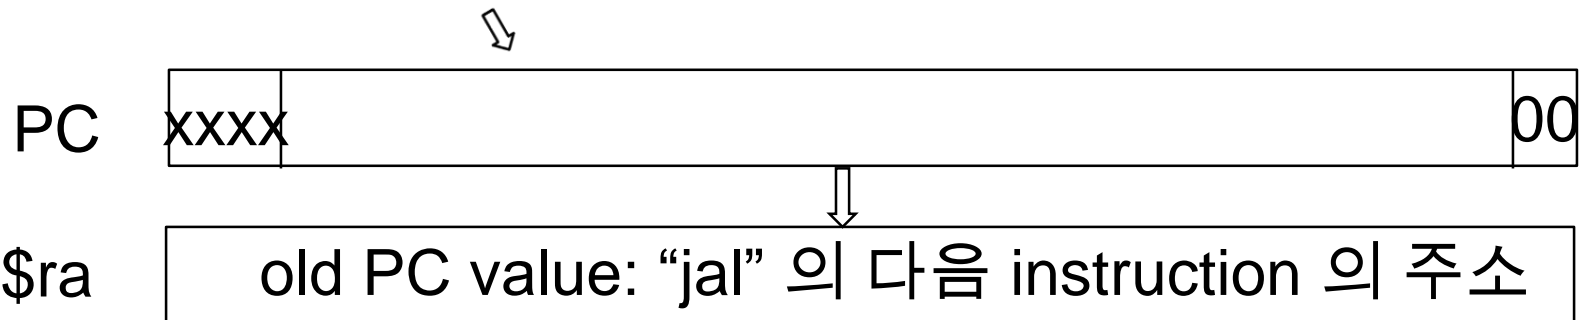 PC xxxx 00
$ra old PC value: “jal” 의 다음 instruction 의 주소